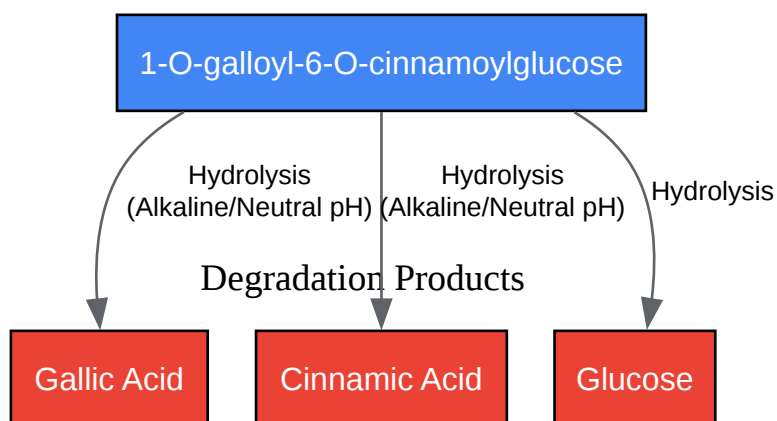 1-O-galloyl-6-O-cinnamoylglucose
Hydrolysis
(Alkaline/Neutral pH)
Hydrolysis
(Alkaline/Neutral pH)
Hydrolysis
Degradation Products
Gallic Acid
Cinnamic Acid
Glucose